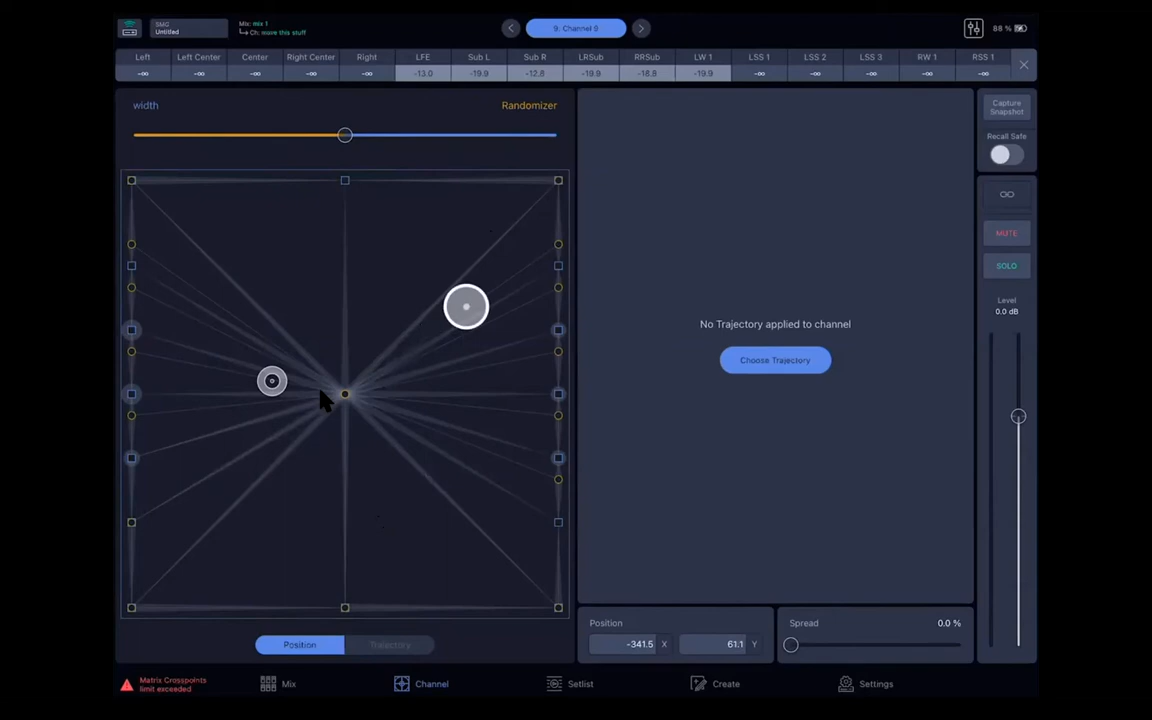 SMG
Untitled
Mix: mix 1
Ch: move this stuff
9. Channel 9
88 %
Left Left Center Center Right Center Right LFE Sub L Sub R LRSub RRSub LW 1 LSS 1 LSS 2 LSS 3 RW 1 RSS 1
-∞ -∞ -∞ -∞ -∞ -13.0 -19.9 -12.8 -19.9 -18.8 -19.9 -∞ -∞ -∞ -∞ -∞
width Randomizer
Capture
Snapshot
Recall Safe
MUTE
SOLO
Level
0.0 dB
No Trajectory applied to channel
Choose Trajectory
Position Trajectory
Position
-341.5 X 61.1 Y
Spread 0.0 %
Matrix Crosspoints
limit exceeded
Mix Channel Setlist Create Settings